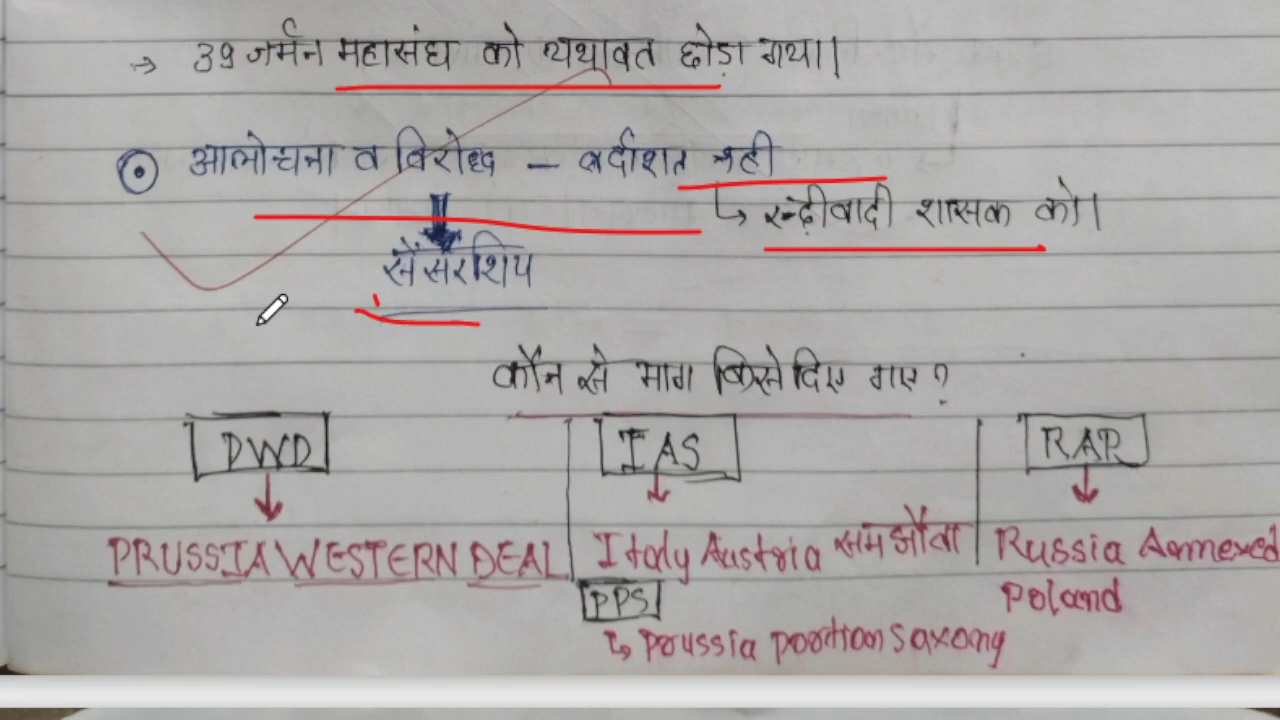 → 39 जर्मन महासंघ को यथावत छोड़ा गया।
आलोचना व विरोध – बर्दाशत नही
↳ रूढ़ीवादी शासक को।
सेंसरशिप
कौन से भाग किसे दिए गए?
PWD IAS RAP
PRUSSIA WESTERN DEAL Italy Austria समझौता Russia Annexed
PPS Poland
↳ prussia portion saxony